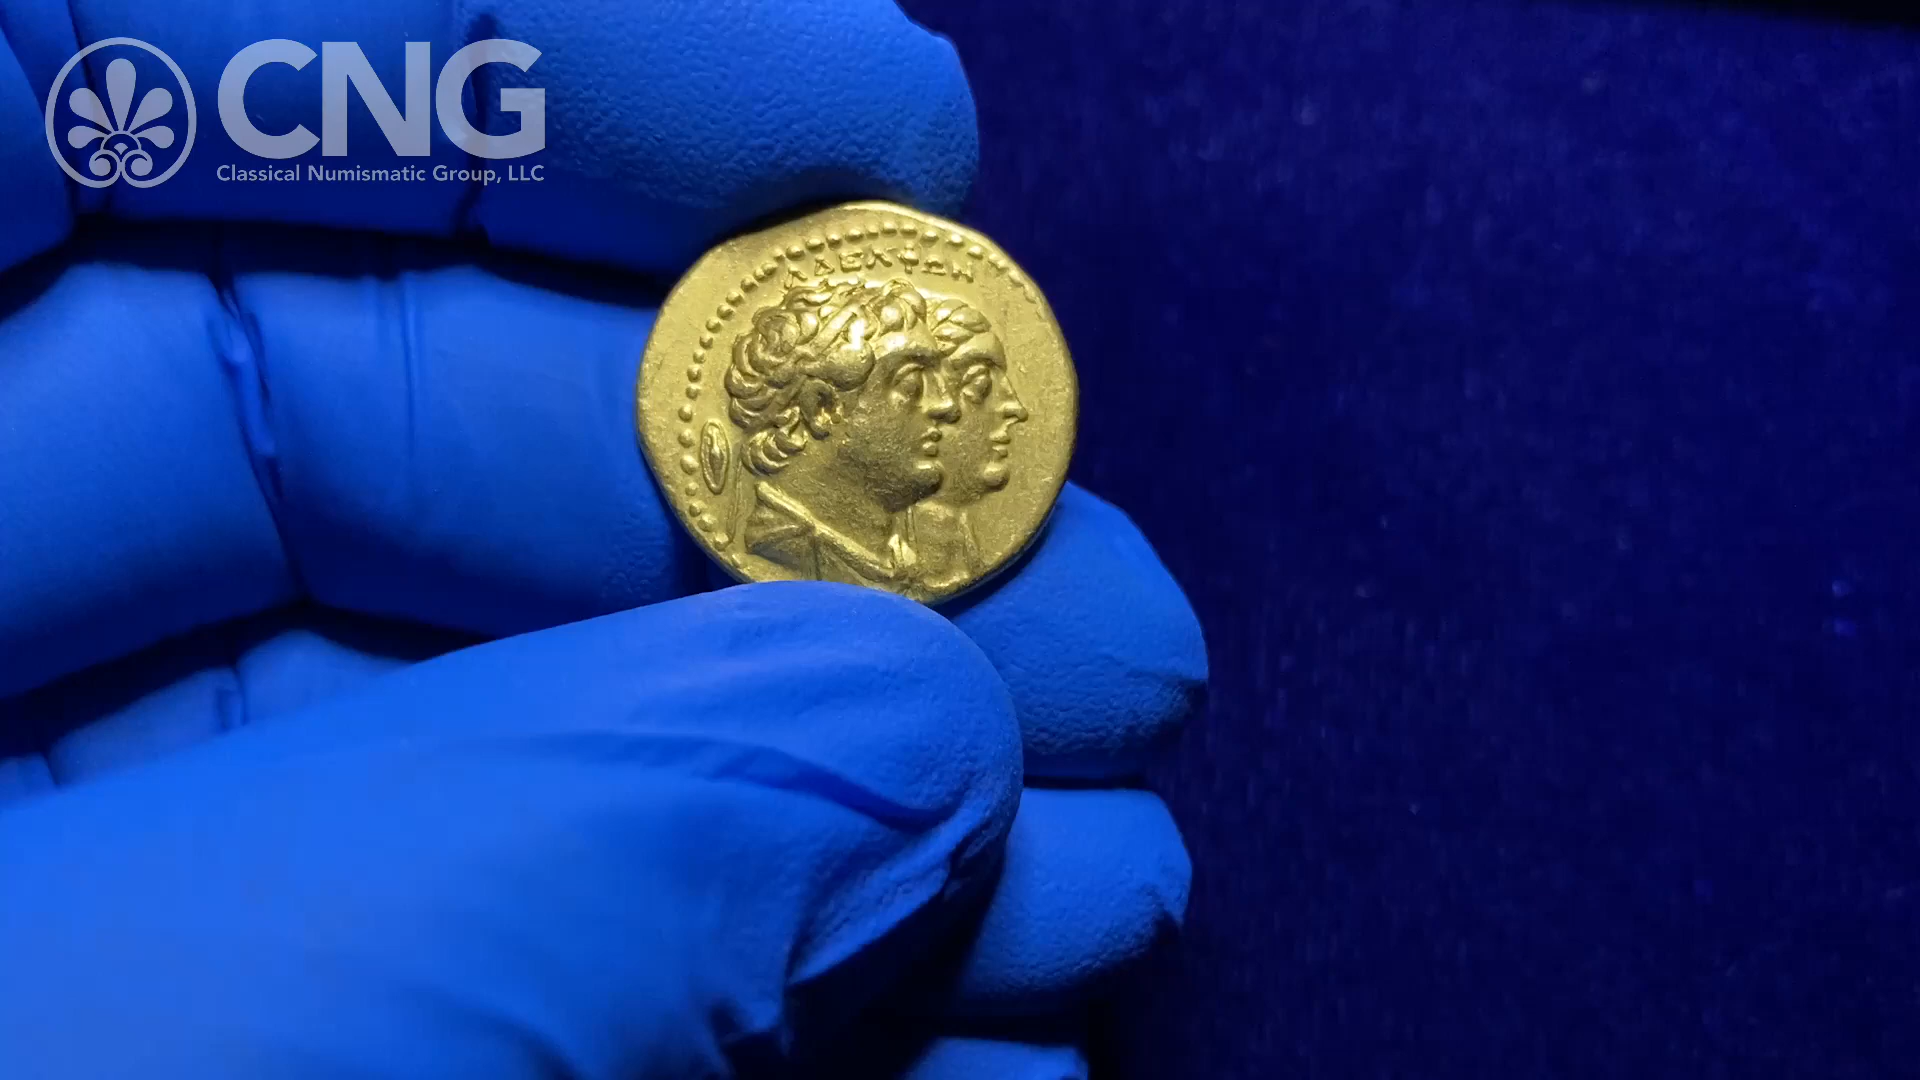 CNG
Classical Numismatic Group, LLC
ΑΔΕΛΦΩΝ